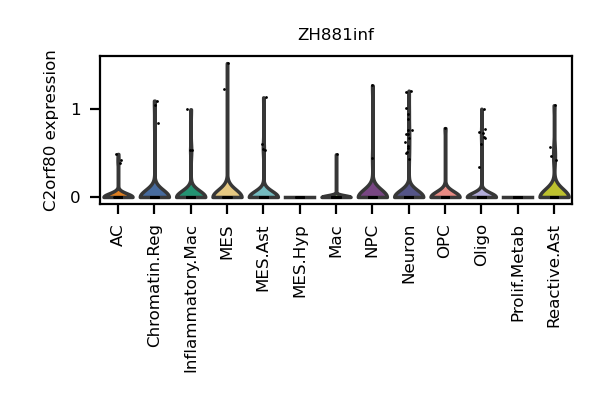 ZH881inf
C2orf80 expression
1
0
AC
Chromatin.Reg
Inflammatory.Mac
MES
MES.Ast
MES.Hyp
Mac
NPC
Neuron
OPC
Oligo
Prolif.Metab
Reactive.Ast